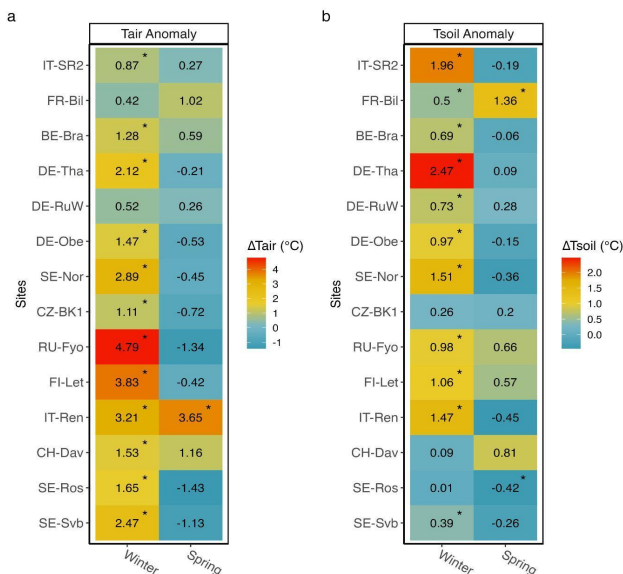 a
Tair Anomaly
Sites
IT-SR2 0.87* 0.27
FR-Bil 0.42 1.02
BE-Bra 1.28* 0.59
DE-Tha 2.12* -0.21
DE-RuW 0.52 0.26
DE-Obe 1.47* -0.53
SE-Nor 2.89* -0.45
CZ-BK1 1.11* -0.72
RU-Fyo 4.79* -1.34
FI-Let 3.83* -0.42
IT-Ren 3.21* 3.65*
CH-Dav 1.53* 1.16
SE-Ros 1.65* -1.43
SE-Svb 2.47* -1.13
Winter Spring
ΔTair (°C)
4
3
2
1
0
-1
b
Tsoil Anomaly
Sites
IT-SR2 1.96* -0.19
FR-Bil 0.5* 1.36*
BE-Bra 0.69* -0.06
DE-Tha 2.47* 0.09
DE-RuW 0.73* 0.28
DE-Obe 0.97* -0.15
SE-Nor 1.51* -0.36
CZ-BK1 0.26 0.2
RU-Fyo 0.98* 0.66
FI-Let 1.06* 0.57
IT-Ren 1.47* -0.45
CH-Dav 0.09 0.81
SE-Ros 0.01 -0.42*
SE-Svb 0.39* -0.26
Winter Spring
ΔTsoil (°C)
2.0
1.5
1.0
0.5
0.0